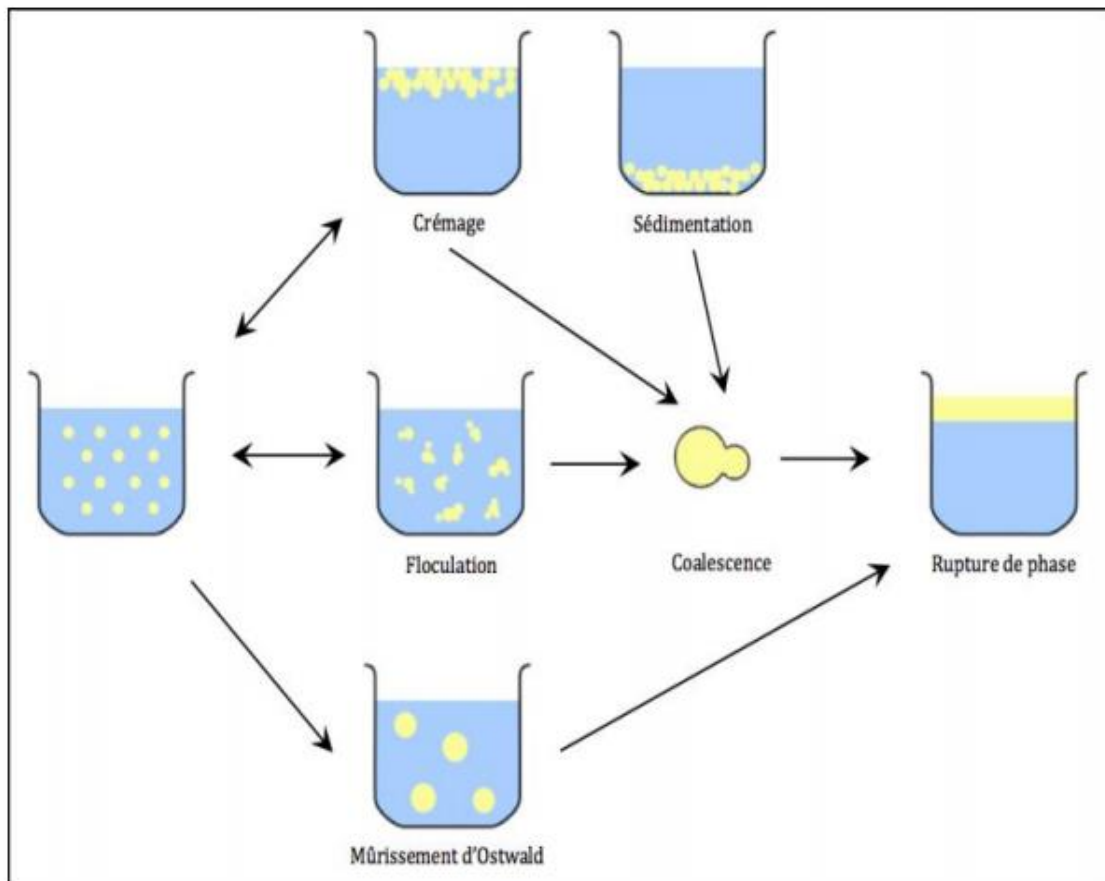 Crémage
Sédimentation
Floculation
Coalescence
Rupture de phase
Mûrissement d'Ostwald